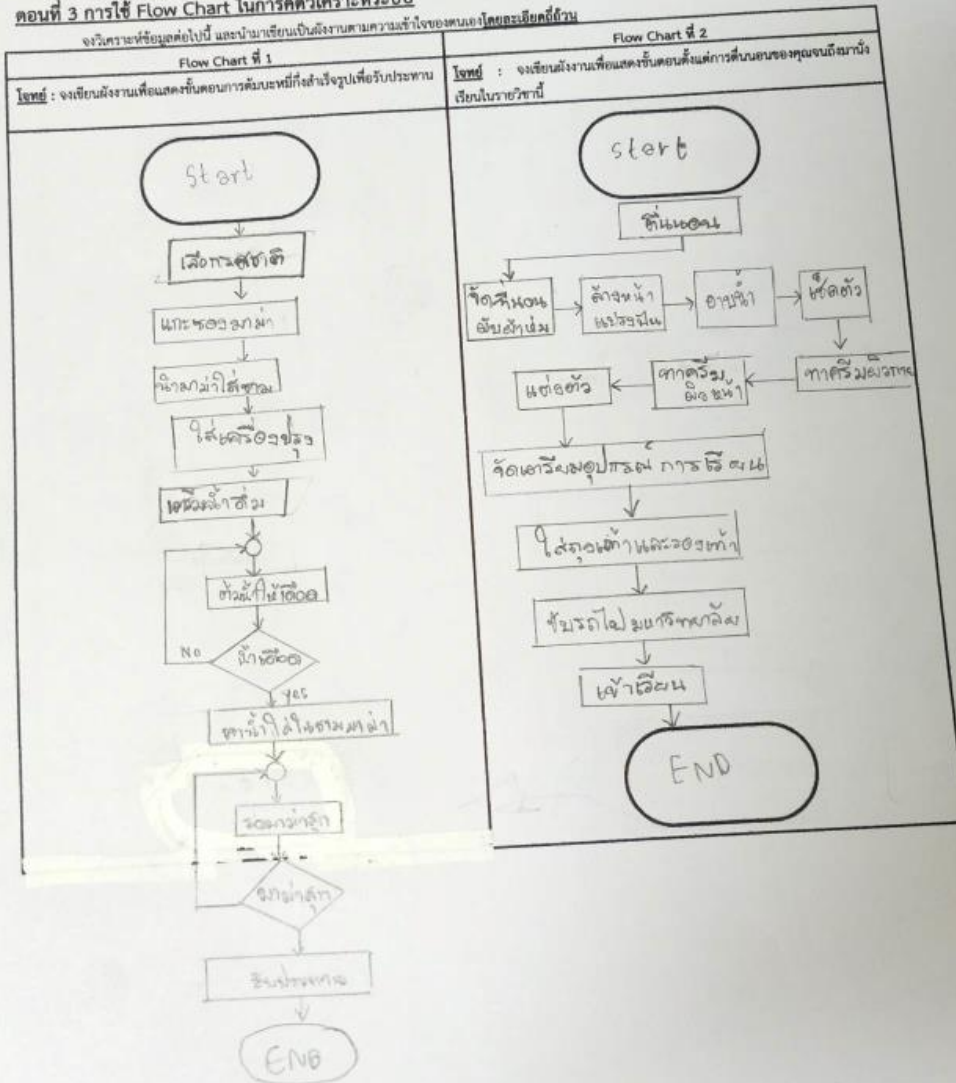 ตอนที่ 3 การใช้ Flow Chart ในการคิดวิเคราะห์ระบบ
จงวิเคราะห์ข้อมูลต่อไปนี้ และนำมาเขียนเป็นผังงานตามความเข้าใจของตนเองโดยละเอียดถี่ถ้วน
Flow Chart ที่ 1
โจทย์ : จงเขียนผังงานเพื่อแสดงขั้นตอนการต้มบะหมี่กึ่งสำเร็จรูปเพื่อรับประทาน
Start
เลือกรสชาติ
แกะซองมาม่า
นำมาม่าใส่ชาม
ใส่เครื่องปรุง
เตรียมน้ำต้ม
ต้มน้ำให้เดือด
No
น้ำเดือด
yes
เทน้ำใส่ในชามมาม่า
รอมาม่าสุก
มาม่าสุก
รับประทาน
END
Flow Chart ที่ 2
โจทย์ : จงเขียนผังงานเพื่อแสดงขั้นตอนตั้งแต่การตื่นนอนของคุณจนถึงมานั่ง
เรียนในรายวิชานี้
start
ตื่นนอน
จัดที่นอน
พับผ้าห่ม
ล้างหน้า
แปรงฟัน
อาบน้ำ
เช็ดตัว
ทาครีมผิวกาย
ทาครีม
ผิวหน้า
แต่งตัว
จัดเตรียมอุปกรณ์ การเรียน
ใส่ถุงเท้าและรองเท้า
ขับรถไปมหาวิทยาลัย
เข้าเรียน
END